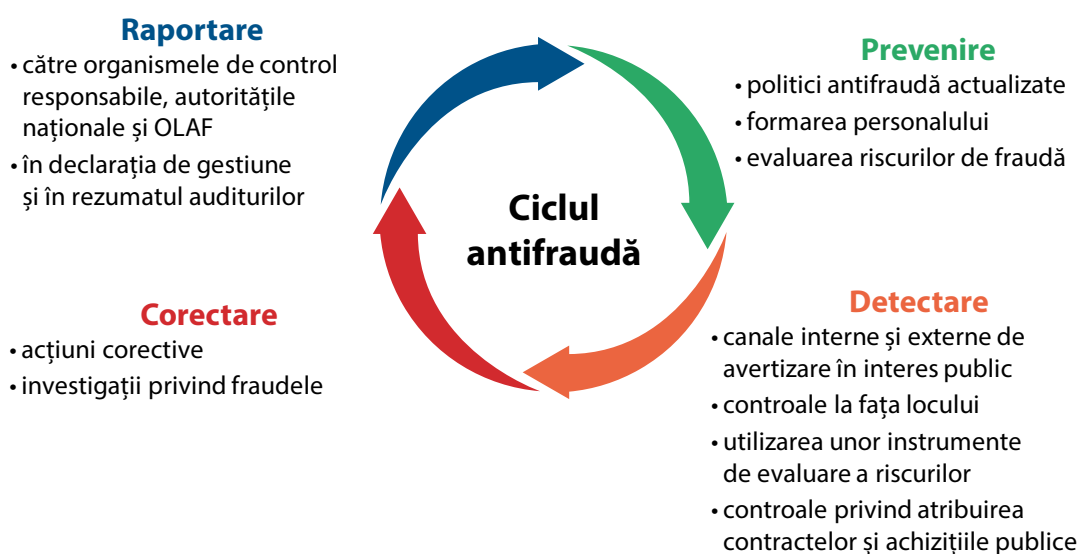 Raportare
• către organismele de control
responsabile, autoritățile
naționale și OLAF
• în declarația de gestiune
și în rezumatul auditurilor
Prevenire
• politici antifraudă actualizate
• formarea personalului
• evaluarea riscurilor de fraudă
Ciclul
antifraudă
Corectare
• acțiuni corective
• investigații privind fraudele
Detectare
• canale interne și externe de
avertizare în interes public
• controale la fața locului
• utilizarea unor instrumente
de evaluare a riscurilor
• controale privind atribuirea
contractelor și achizițiile publice